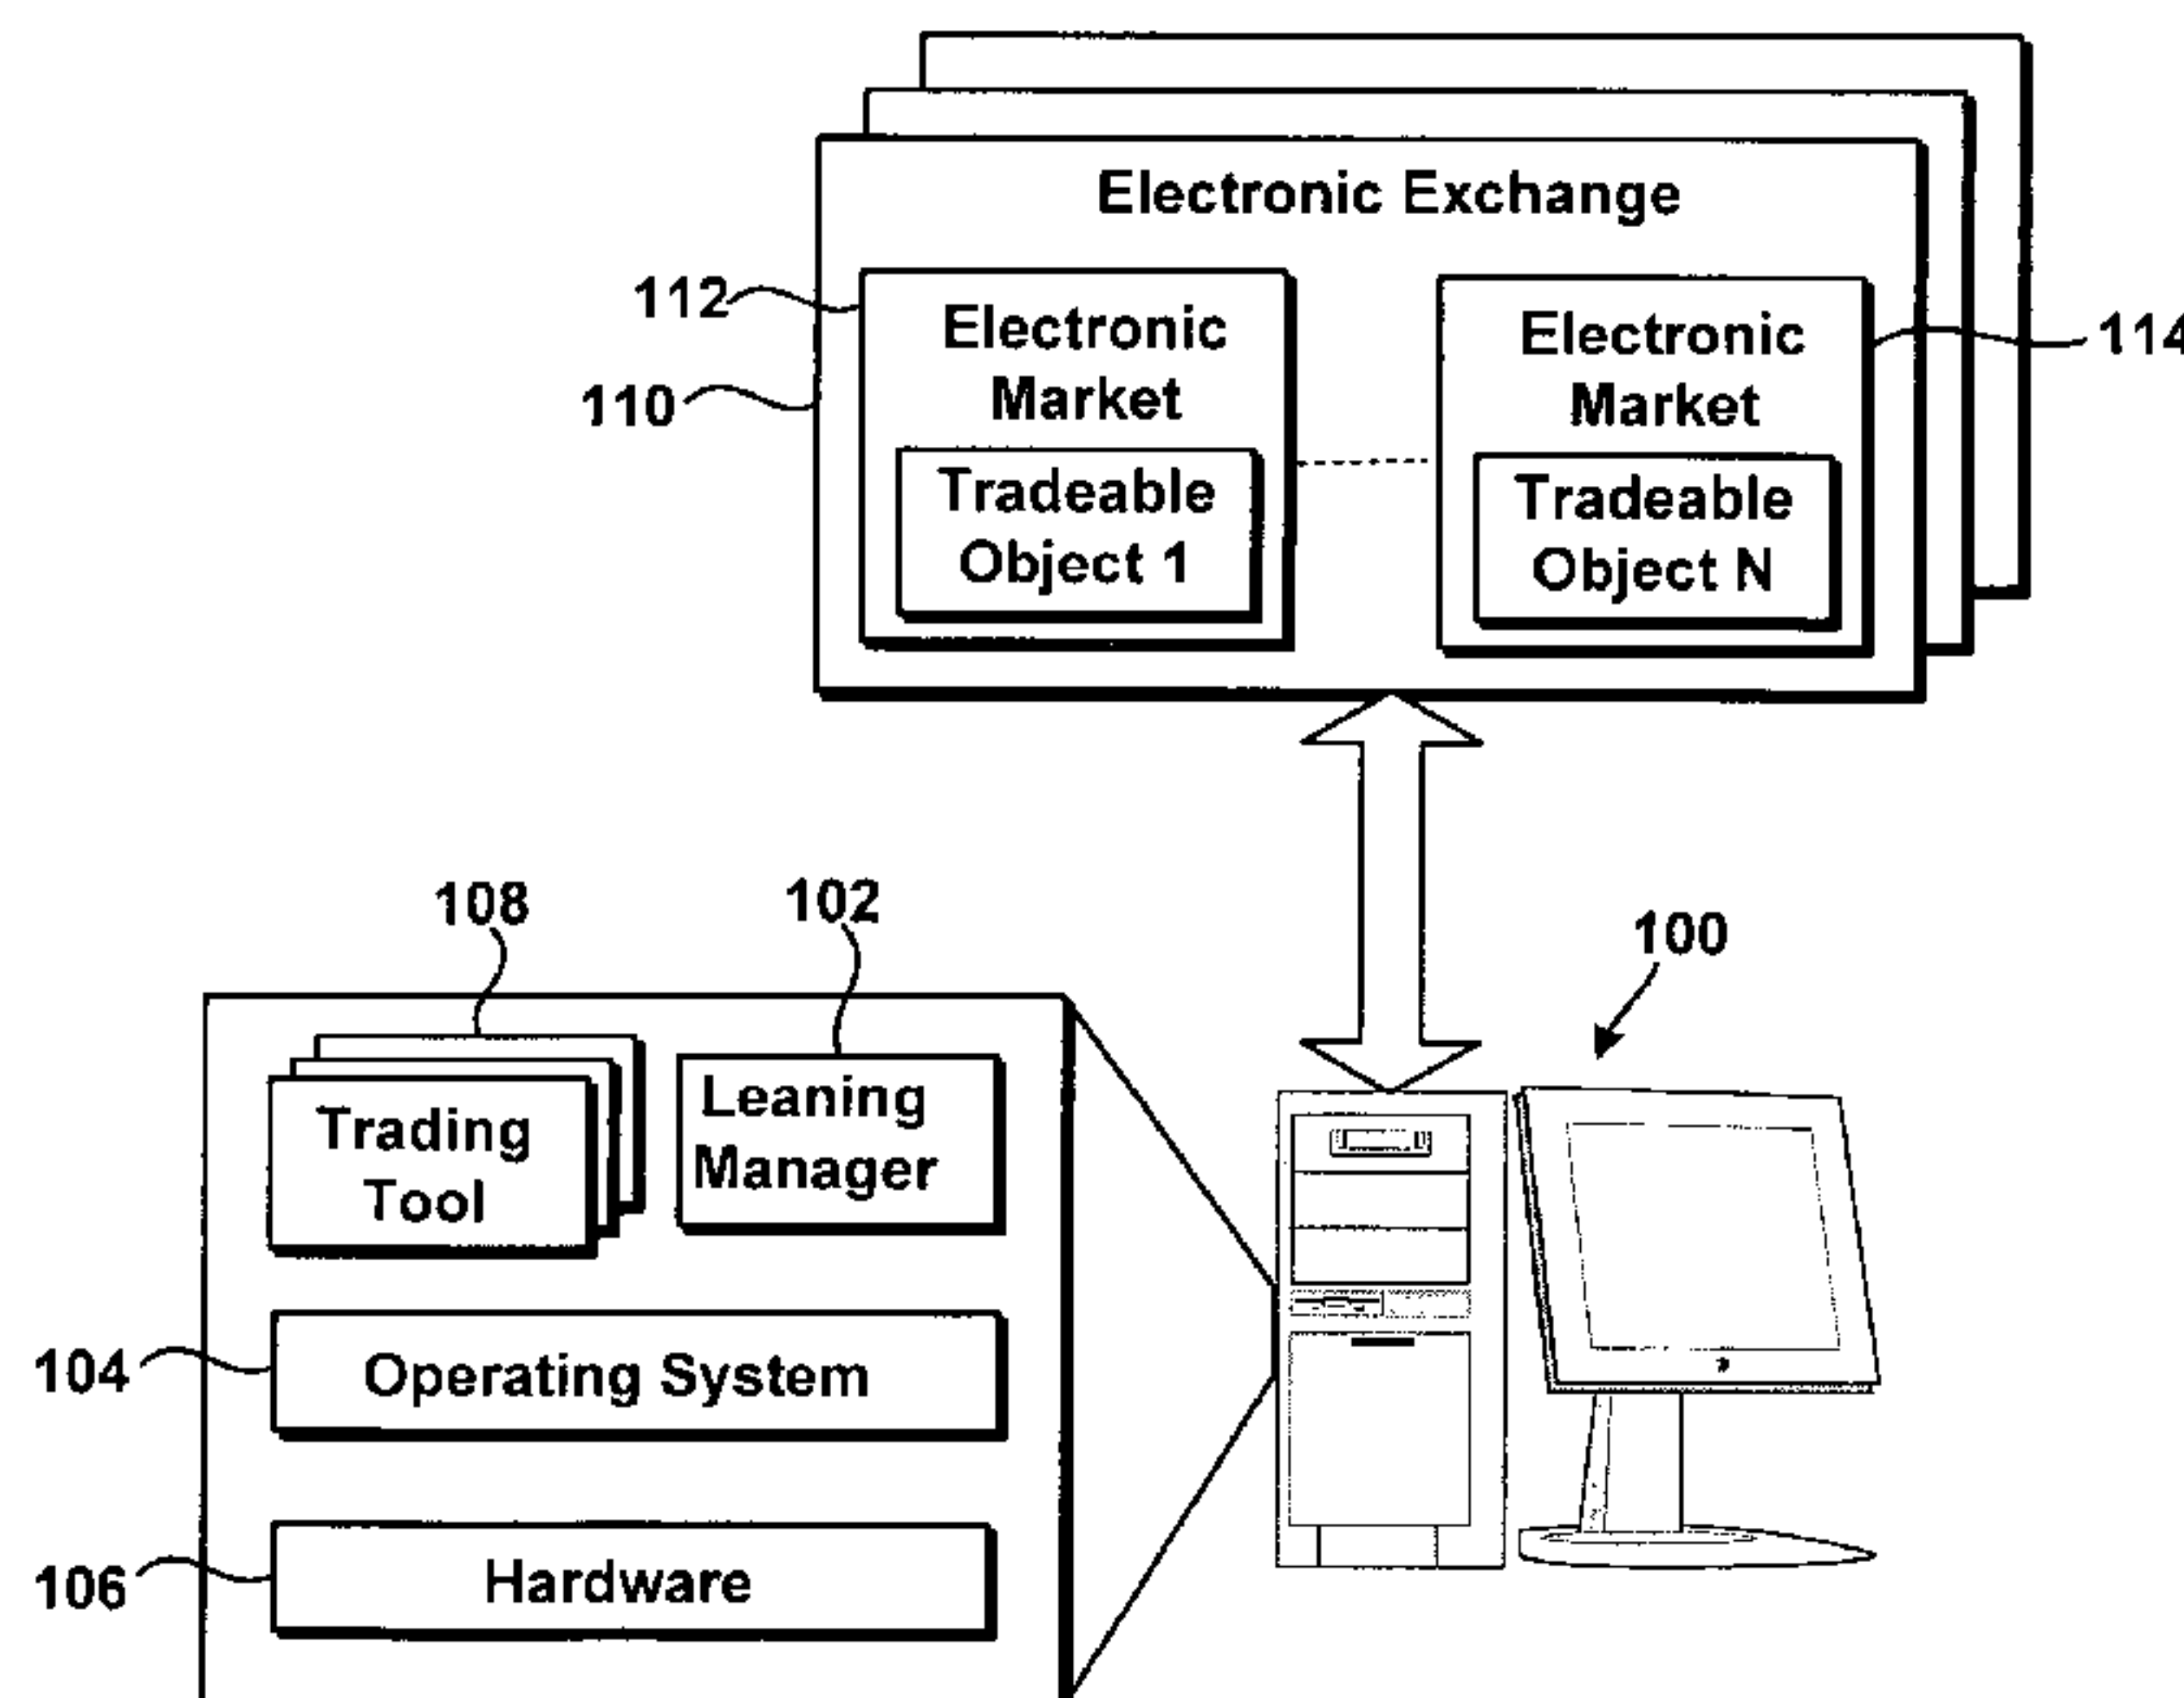 Electronic Exchange
112
Electronic
Market
Tradeable
Object 1
Electronic
Market
Tradeable
Object N
114
110
108
102
100
Trading
Tool
Leaning
Manager
104
Operating System
106
Hardware